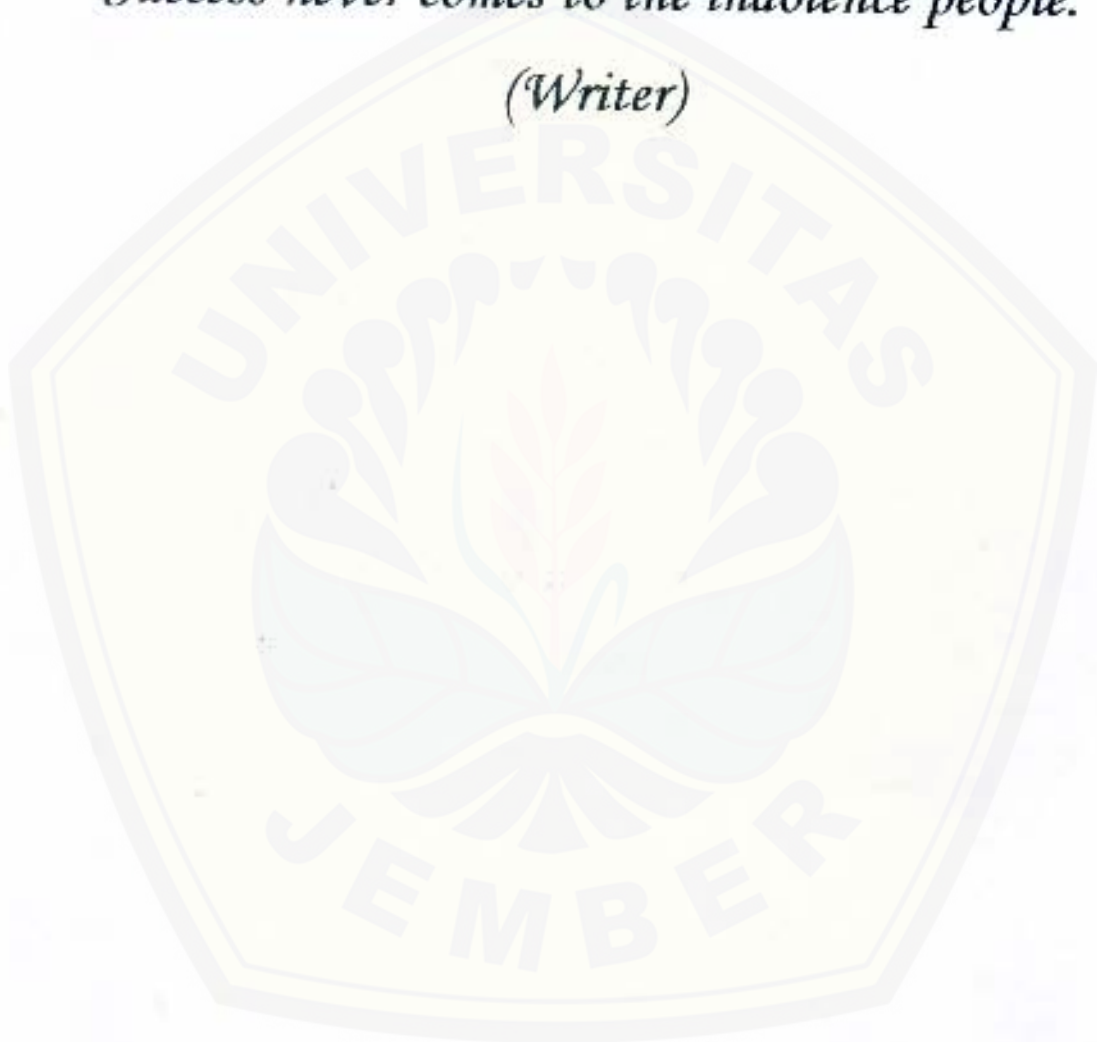 Success never comes to the indolence people.
(Writer)
UNIVERSITAS
JEMBER